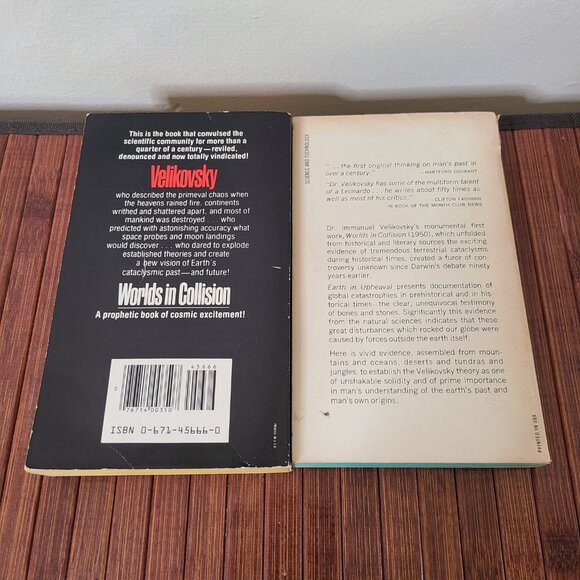 This is the book that convulsed the
scientific community for more than a
quarter of a century—reviled,
denounced and now totally vindicated!
Velikovsky
who described the primeval chaos when
the heavens rained fire, continents
writhed and shattered apart, and most of
mankind was destroyed . . . who
predicted with astonishing accuracy what
space probes and moon landings
would discover . . . who dared to explode
established theories and create
a new vision of Earth's
cataclysmic past—and future!
Worlds in Collision
A prophetic book of cosmic excitement!
45666
0
76714 00350
ISBN 0-671-45666-0
SCIENCE AND TECHNOLOGY
". . . the first original thinking on man's past in
over a century."
—HARTFORD COURANT
"Dr. Velikovsky has some of the multiform talent
of a Leonardo . . . he writes about fifty times as
well as most of his critics".
CLIFTON FADIMAN
in BOOK OF THE MONTH CLUB NEWS
Dr. Immanuel Velikovsky's monumental first
work, Worlds in Collision (1950), which unfolded
from historical and literary sources the exciting
evidence of tremendous terrestrial cataclysms
during historical times, created a furor of con-
troversy unknown since Darwin's debate ninety
years earlier.
Earth in Upheaval presents documentation of
global catastrophes in prehistorical and in his-
torical times—the clear, unequivocal testimony
of bones and stones. Significantly this evidence
from the natural sciences indicates that these
great disturbances which rocked our globe were
caused by forces outside the earth itself.
Here is vivid evidence, assembled from moun-
tains and oceans, deserts and tundras and
jungles, to establish the Velikovsky theory as one
of unshakable solidity and of prime importance
in man's understanding of the earth's past and
man's own origins.
PRINTED IN USA